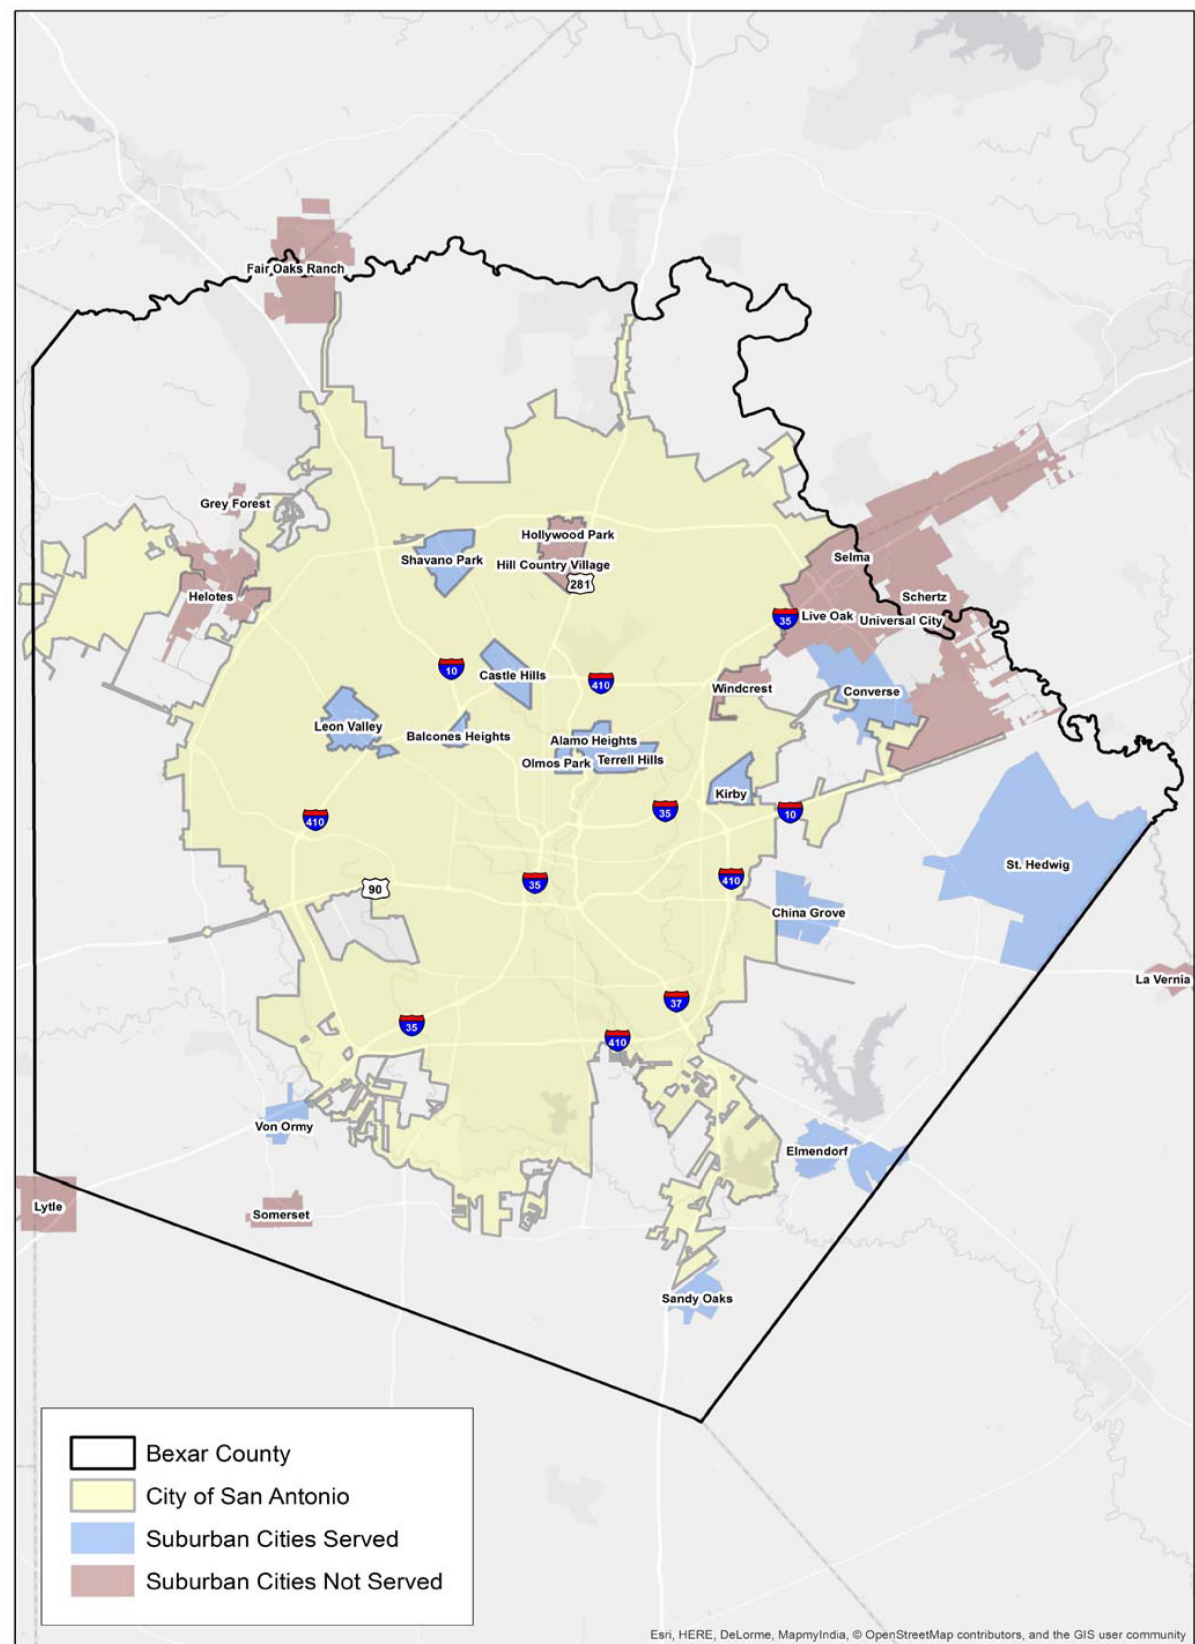 Fair Oaks Ranch
Grey Forest
Hollywood Park
Shavano Park
Hill Country Village
281
Selma
Helotes
Schertz
35
Live Oak
Universal City
10
Castle Hills
410
Windcrest
Converse
Leon Valley
Balcones Heights
Alamo Heights
Olmos Park
Terrell Hills
Kirby
410
35
10
St. Hedwig
90
35
410
China Grove
La Vernia
37
35
410
Von Ormy
Elmendorf
Lytle
Somerset
Sandy Oaks
Bexar County
City of San Antonio
Suburban Cities Served
Suburban Cities Not Served
Esri, HERE, DeLorme, MapmyIndia, © OpenStreetMap contributors, and the GIS user community